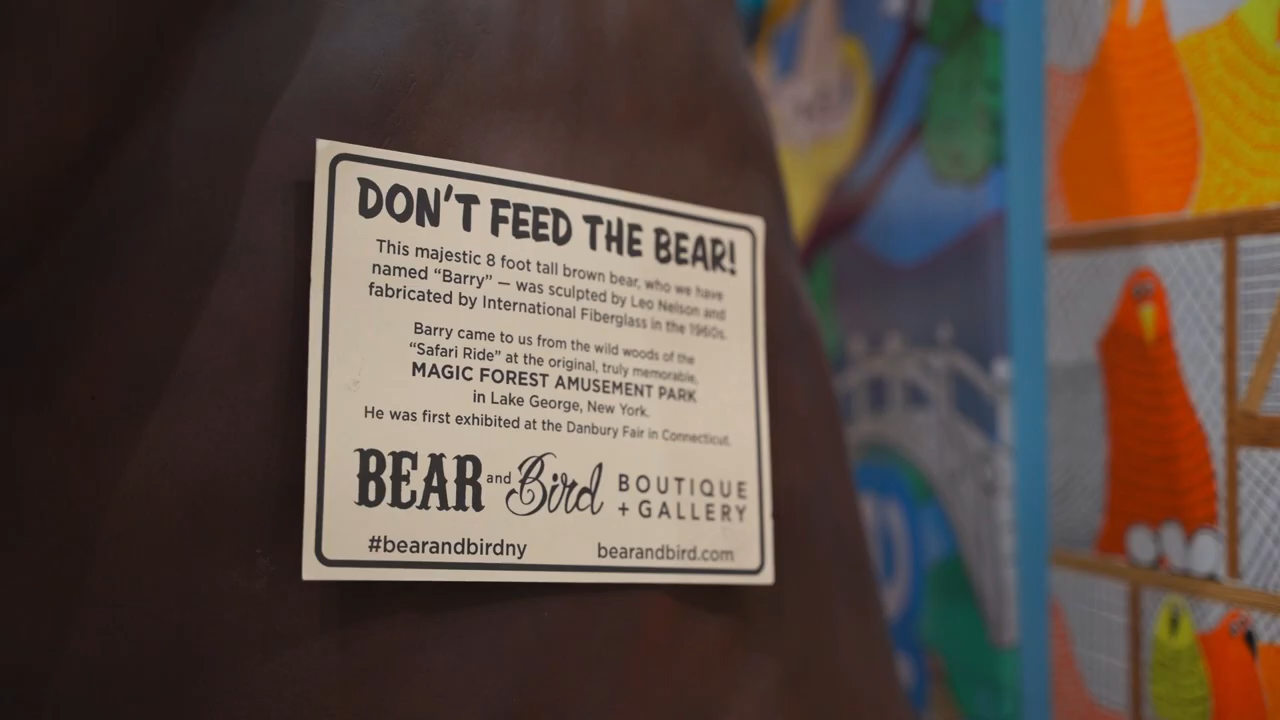 DON'T FEED THE BEAR!
This majestic 8 foot tall brown bear, who we have
named “Barry” — was sculpted by Leo Nelson and
fabricated by International Fiberglass in the 1960s.
Barry came to us from the wild woods of the
“Safari Ride” at the original, truly memorable,
MAGIC FOREST AMUSEMENT PARK
in Lake George, New York.
He was first exhibited at the Danbury Fair in Connecticut.
BEAR and Bird BOUTIQUE
+ GALLERY
#bearandbirdny bearandbird.com